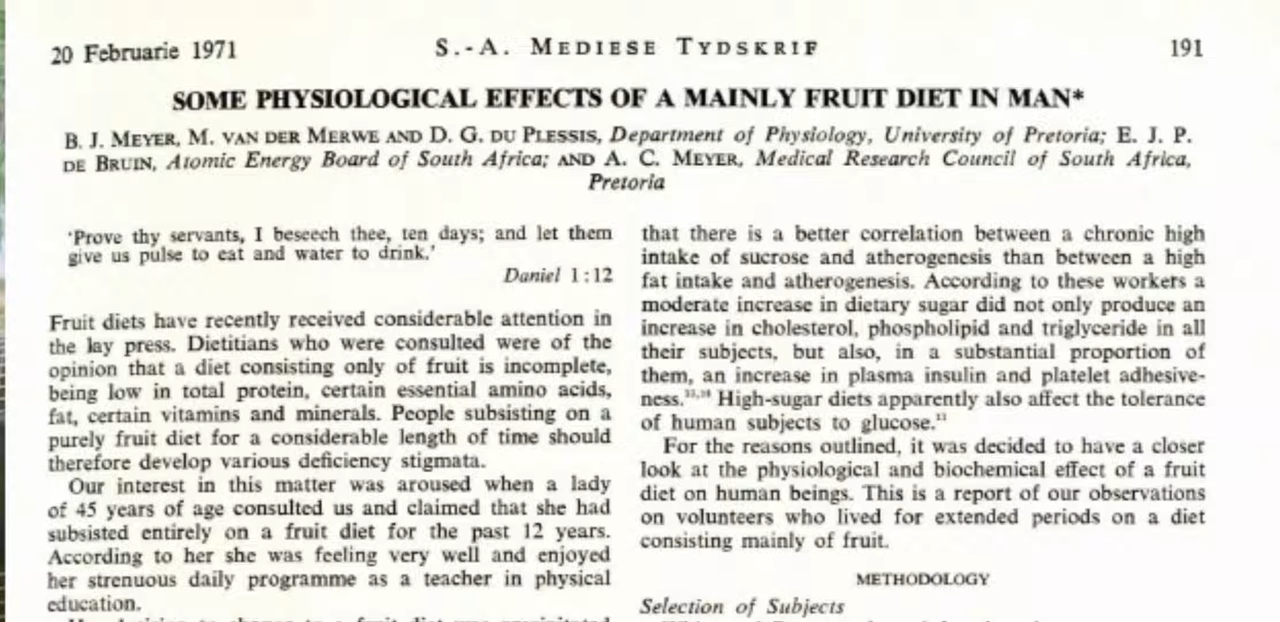 20 Februarie 1971
S.-A. MEDIESE TYDSKRIF
191
SOME PHYSIOLOGICAL EFFECTS OF A MAINLY FRUIT DIET IN MAN*
B. J. MEYER, M. VAN DER MERWE AND D. G. DU PLESSIS, Department of Physiology, University of Pretoria; E. J. P.
DE BRUIN, Atomic Energy Board of South Africa; AND A. C. MEYER, Medical Research Council of South Africa,
Pretoria
'Prove thy servants, I beseech thee, ten days; and let them
give us pulse to eat and water to drink.'
Daniel 1:12
Fruit diets have recently received considerable attention in
the lay press. Dietitians who were consulted were of the
opinion that a diet consisting only of fruit is incomplete,
being low in total protein, certain essential amino acids,
fat, certain vitamins and minerals. People subsisting on a
purely fruit diet for a considerable length of time should
therefore develop various deficiency stigmata.
Our interest in this matter was aroused when a lady
of 45 years of age consulted us and claimed that she had
subsisted entirely on a fruit diet for the past 12 years.
According to her she was feeling very well and enjoyed
her strenuous daily programme as a teacher in physical
education.
that there is a better correlation between a chronic high
intake of sucrose and atherogenesis than between a high
fat intake and atherogenesis. According to these workers a
moderate increase in dietary sugar did not only produce an
increase in cholesterol, phospholipid and triglyceride in all
their subjects, but also, in a substantial proportion of
them, an increase in plasma insulin and platelet adhesive-
ness. High-sugar diets apparently also affect the tolerance
of human subjects to glucose.
For the reasons outlined, it was decided to have a closer
look at the physiological and biochemical effect of a fruit
diet on human beings. This is a report of our observations
on volunteers who lived for extended periods on a diet
consisting mainly of fruit.
METHODOLOGY
Selection of Subjects